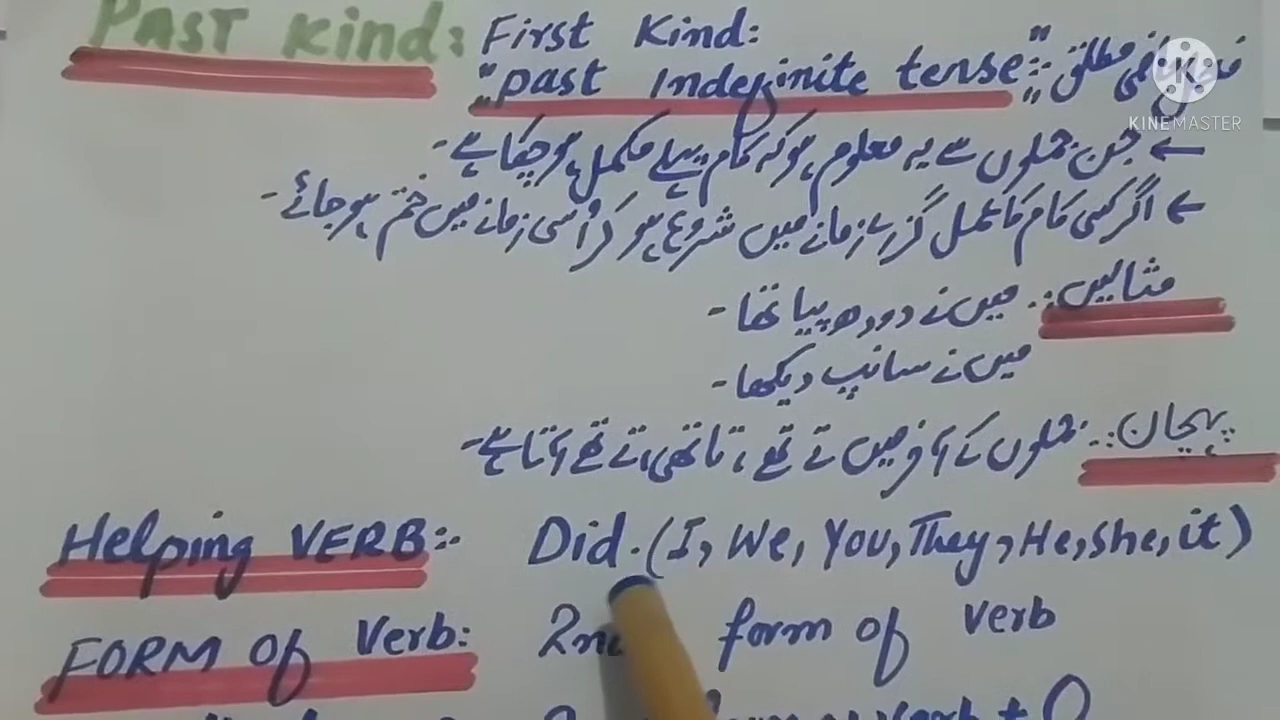 PAST Kind: First Kind:
"Past Indefinite tense": ماضی مطلق
KINEMASTER
← جن جملوں سے یہ معلوم ہو کہ کام پہلے مکمل ہو چکا ہے -
← اگر کسی کام کا عمل گزرے زمانے میں شروع ہو کر اُسی زمانے میں ختم ہو جائے -
مثالیں:- میں نے دودھ پیا تھا -
میں نے سانپ دیکھا -
پہچان:- جملوں کے آخر میں تے تھے، تا تھی، تے تھے آتا ہے -
Helping VERB:- Did. (I, We, You, They, He, She, it)
FORM of Verb: 2nd form of verb